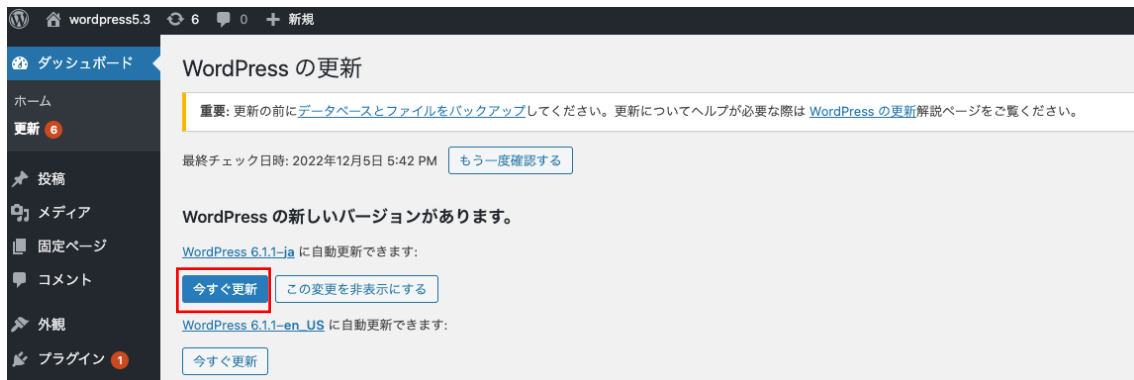 wordpress5.3 6 0 + 新規
ダッシュボード
ホーム
更新 6
投稿
メディア
固定ページ
コメント
外観
プラグイン 1
WordPress の更新
重要: 更新の前にデータベースとファイルをバックアップしてください。更新についてヘルプが必要な際は WordPress の更新解説ページをご覧ください。
最終チェック日時: 2022年12月5日 5:42 PM もう一度確認する
WordPress の新しいバージョンがあります。
WordPress 6.1.1–ja に自動更新できます:
今すぐ更新 この変更を非表示にする
WordPress 6.1.1–en_US に自動更新できます:
今すぐ更新